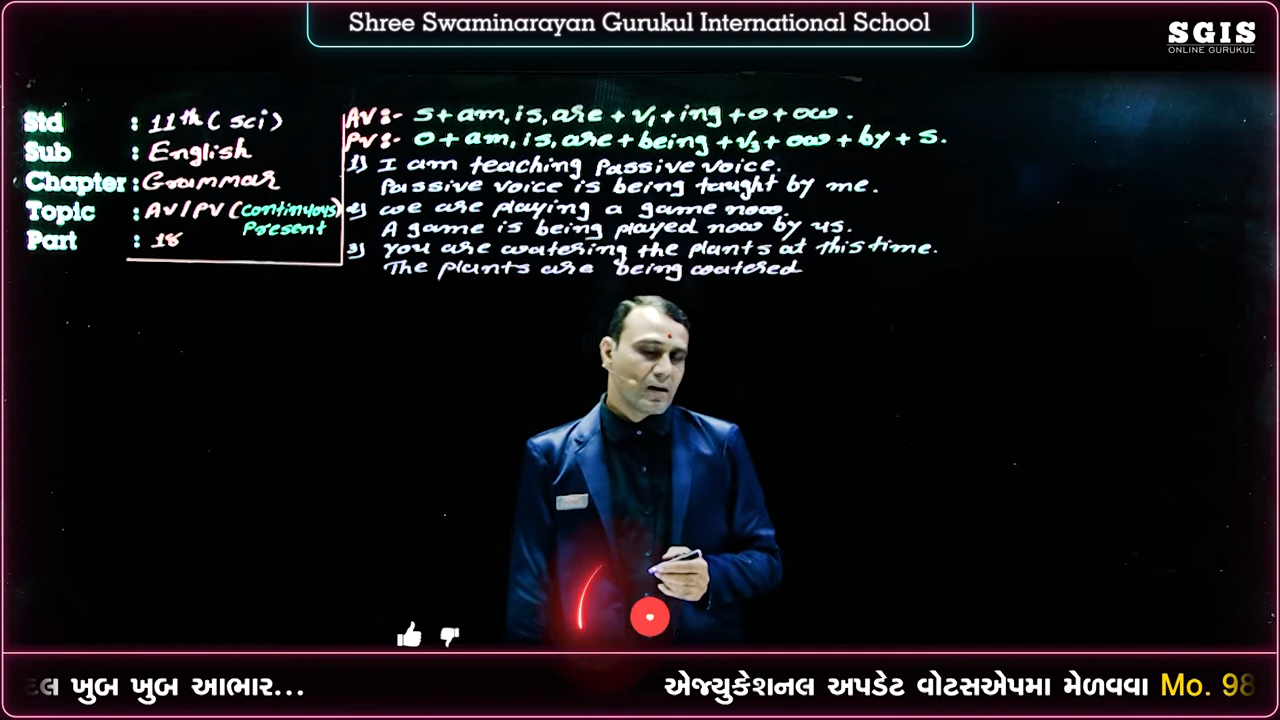 Shree Swaminarayan Gurukul International School
SGIS
ONLINE GURUKUL
Std : 11th (sci)
Sub : English
Chapter : Grammar
Topic : AV/PV (continuous
Present
Part : 18
AV:- S + am, is, are + V1 + ing + O + OW.
PV:- O + am, is, are + being + V3 + OW + by + S.
1) I am teaching Passive voice.
Passive voice is being taught by me.
2) we are playing a game now.
A game is being played now by us.
3) you are watering the plants at this time.
The plants are being watered
ખુબ ખુબ આભાર...
એજ્યુકેશનલ અપડેટ વોટસએપમા મેળવવા Mo. 98